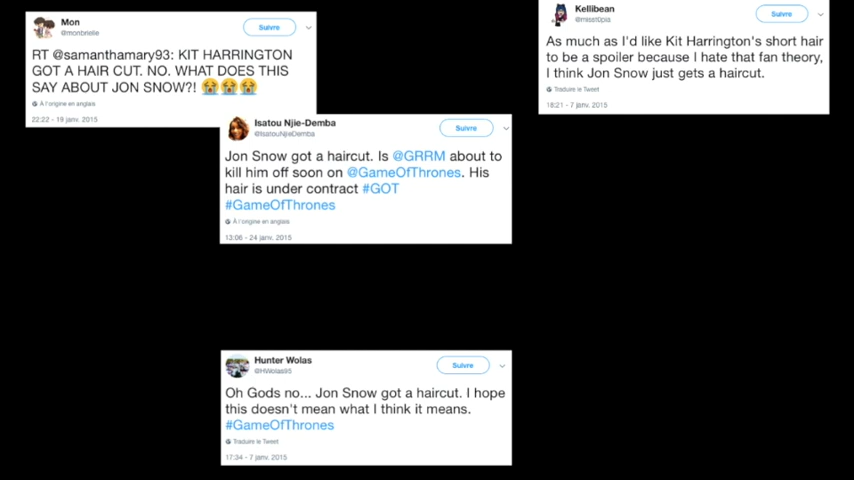 Mon
@monbrielle
Suivre
RT @samanthamary93: KIT HARRINGTON
GOT A HAIR CUT. NO. WHAT DOES THIS
SAY ABOUT JON SNOW?! 😭😭😭
À l'origine en anglais
22:22 - 19 janv. 2015
Kellibean
@misst0pia
Suivre
As much as I'd like Kit Harrington's short hair
to be a spoiler because I hate that fan theory,
I think Jon Snow just gets a haircut.
Traduire le Tweet
18:21 - 7 janv. 2015
Isatou Njie-Demba
@IsatouNjieDemba
Suivre
Jon Snow got a haircut. Is @GRRM about to
kill him off soon on @GameOfThrones. His
hair is under contract #GOT
#GameOfThrones
À l'origine en anglais
13:06 - 24 janv. 2015
Hunter Wolas
@HWolas95
Suivre
Oh Gods no... Jon Snow got a haircut. I hope
this doesn't mean what I think it means.
#GameOfThrones
Traduire le Tweet
17:34 - 7 janv. 2015